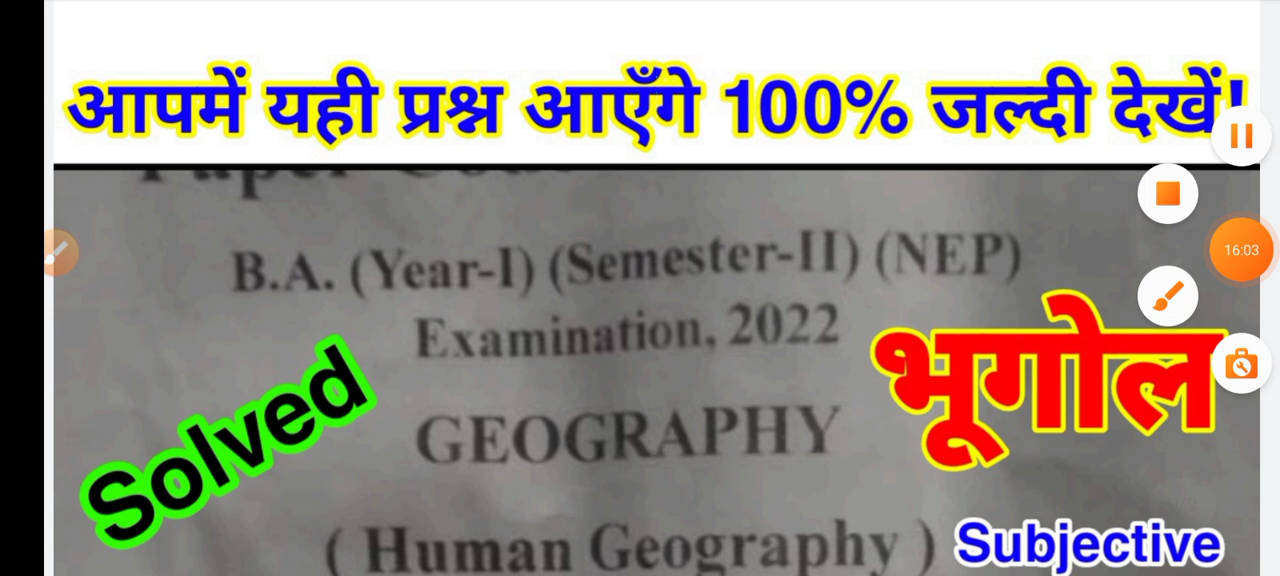 आपमें यही प्रश्न आएँगे 100% जल्दी देखें!
B.A. (Year-I) (Semester-II) (NEP)
Examination, 2022
Solved
GEOGRAPHY
भूगोल
( Human Geography )
Subjective
16:03